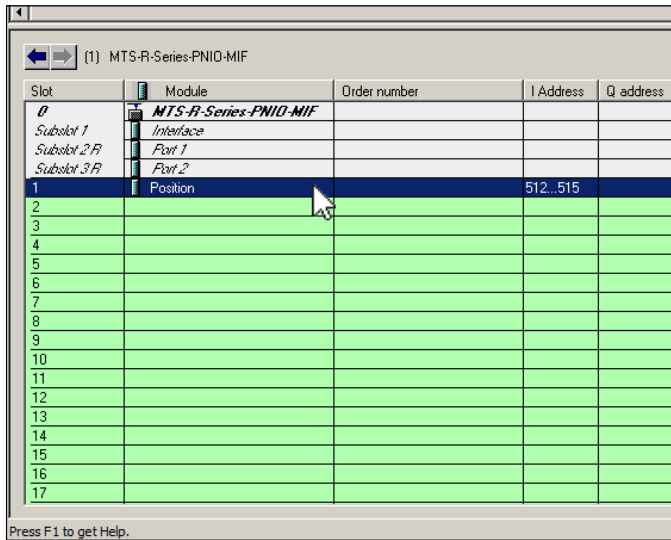 (1) MTS-R-Series-PNIO-MIF
Slot Module Order number I Address Q address
0 MTS-R-Series-PNIO-MIF
Subslot 1 Interface
Subslot 2 R Port 1
Subslot 3 R Port 2
1 Position 512...515
2
3
4
5
6
7
8
9
10
11
12
13
14
15
16
17
Press F1 to get Help.